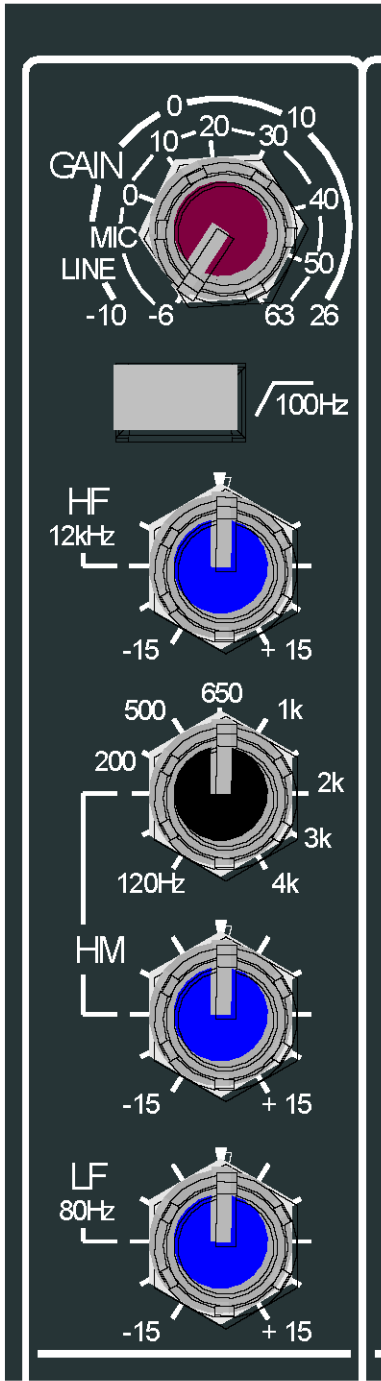 0 10
10 20 30
GAIN
0 40
MIC
LINE 50
-10 -6 63 26
100Hz
HF
12kHz
-15 + 15
650
500 1k
200 2k
3k
120Hz 4k
HM
-15 + 15
LF
80Hz
-15 + 15